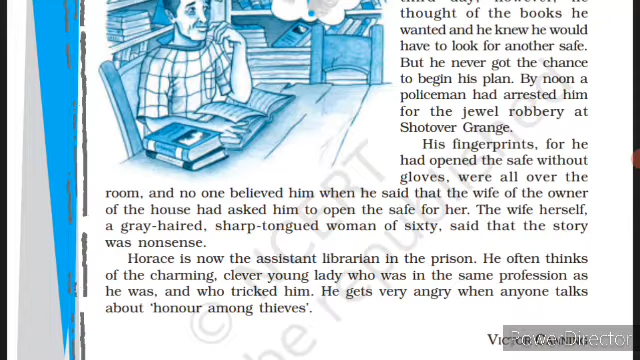 third day, however, he
thought of the books he
wanted and he knew he would
have to look for another safe.
But he never got the chance
to begin his plan. By noon a
policeman had arrested him
for the jewel robbery at
Shotover Grange.
His fingerprints, for he
had opened the safe without
gloves, were all over the
room, and no one believed him when he said that the wife of the owner
of the house had asked him to open the safe for her. The wife herself,
a gray-haired, sharp-tongued woman of sixty, said that the story
was nonsense.
Horace is now the assistant librarian in the prison. He often thinks
of the charming, clever young lady who was in the same profession as
he was, and who tricked him. He gets very angry when anyone talks
about ‘honour among thieves’.
VICTOR CANNING
PowerDirector
© NCERT
be republished